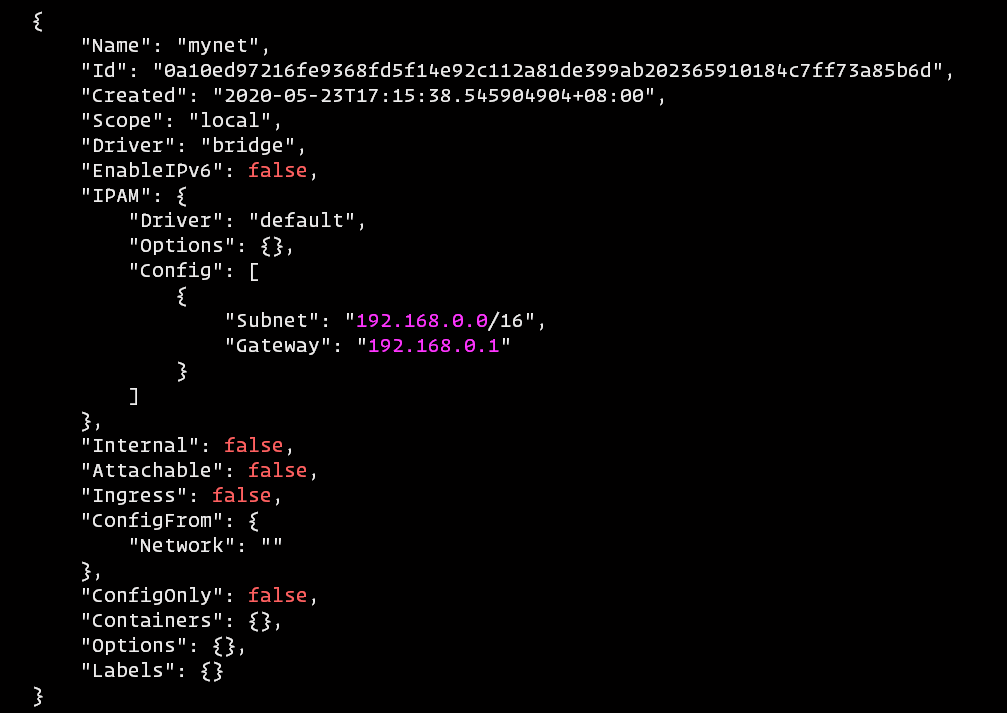 {
    "Name": "mynet",
    "Id": "0a10ed97216fe9368fd5f14e92c112a81de399ab202365910184c7ff73a85b6d",
    "Created": "2020-05-23T17:15:38.545904904+08:00",
    "Scope": "local",
    "Driver": "bridge",
    "EnableIPv6": false,
    "IPAM": {
        "Driver": "default",
        "Options": {},
        "Config": [
            {
                "Subnet": "192.168.0.0/16",
                "Gateway": "192.168.0.1"
            }
        ]
    },
    "Internal": false,
    "Attachable": false,
    "Ingress": false,
    "ConfigFrom": {
        "Network": ""
    },
    "ConfigOnly": false,
    "Containers": {},
    "Options": {},
    "Labels": {}
}